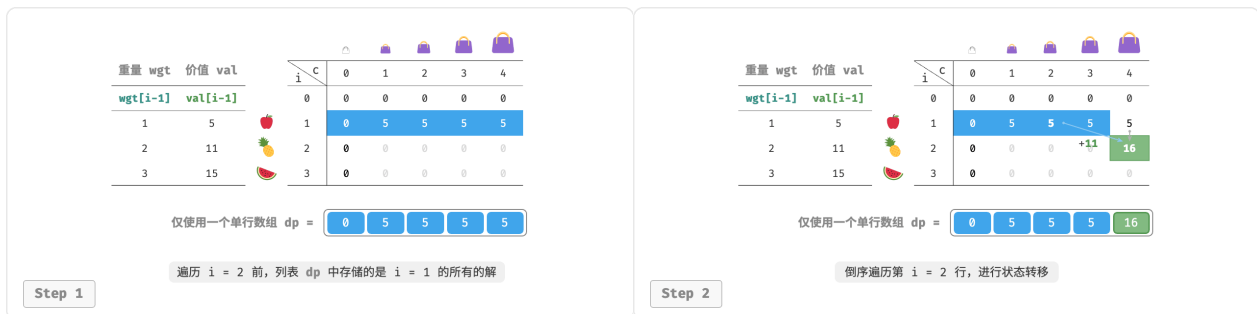 重量 wgt 价值 val
i c 0 1 2 3 4
wgt[i-1] val[i-1]
0 0 0 0 0 0
1 5 1 0 5 5 5 5
2 11 2 0 0 0 0 0
3 15 3 0 0 0 0 0
仅使用一个单行数组 dp = 0 5 5 5 5
遍历 i = 2 前，列表 dp 中存储的是 i = 1 的所有的解
Step 1
重量 wgt 价值 val
i c 0 1 2 3 4
wgt[i-1] val[i-1]
0 0 0 0 0 0
1 5 1 0 5 5 5 5
+11
2 11 2 0 0 0 0 16
3 15 3 0 0 0 0 0
仅使用一个单行数组 dp = 0 5 5 5 16
倒序遍历第 i = 2 行，进行状态转移
Step 2